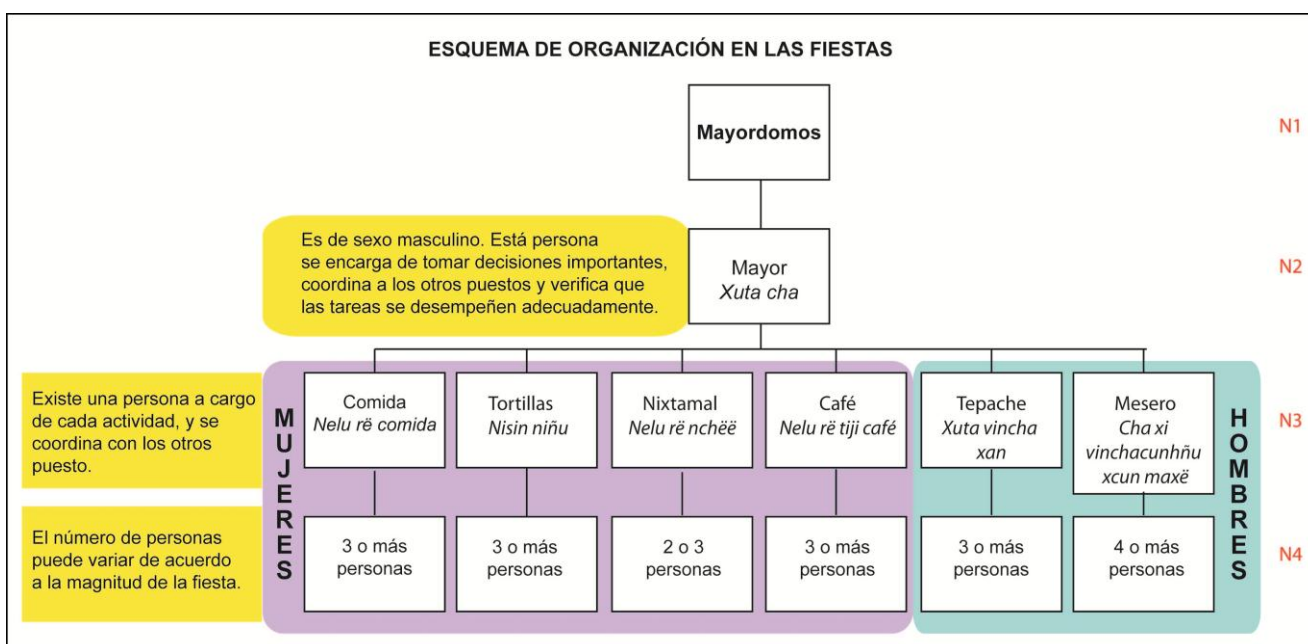 ESQUEMA DE ORGANIZACIÓN EN LAS FIESTAS
Mayordomos
N1
Es de sexo masculino. Está persona
se encarga de tomar decisiones importantes,
coordina a los otros puestos y verifica que
las tareas se desempeñen adecuadamente.
Mayor
Xuta cha
N2
Existe una persona a cargo
de cada actividad, y se
coordina con los otros
puesto.
MUJERES
Comida
Nelu rë comida
Tortillas
Nisin niñu
Nixtamal
Nelu rë nchëë
Café
Nelu rë tiji café
Tepache
Xuta vincha
xan
Mesero
Cha xi
vinchacunhñu
xcun maxë
HOMBRES
N3
El número de personas
puede variar de acuerdo
a la magnitud de la fiesta.
3 o más
personas
3 o más
personas
2 o 3
personas
3 o más
personas
3 o más
personas
4 o más
personas
N4